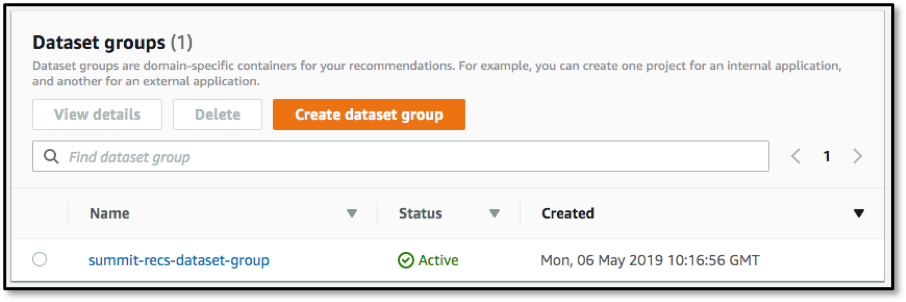 Dataset groups (1)
Dataset groups are domain-specific containers for your recommendations. For example, you can create one project for an internal application,
and another for an external application.
View details Delete Create dataset group
Find dataset group 1
Name Status Created
summit-recs-dataset-group Active Mon, 06 May 2019 10:16:56 GMT